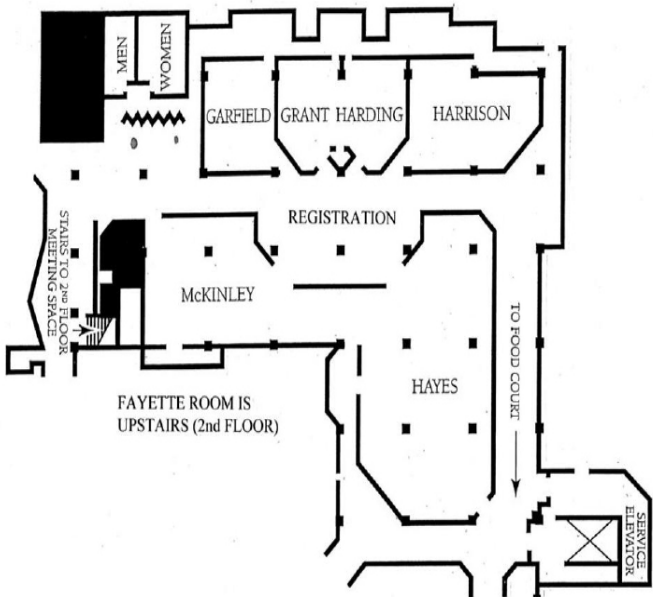 MEN
WOMEN
GARFIELD
GRANT
HARDING
HARRISON
REGISTRATION
STAIRS TO 2ND FLOOR
MEETING SPACE
McKINLEY
TO FOOD COURT
HAYES
FAYETTE ROOM IS
UPSTAIRS (2nd FLOOR)
SERVICE
ELEVATOR